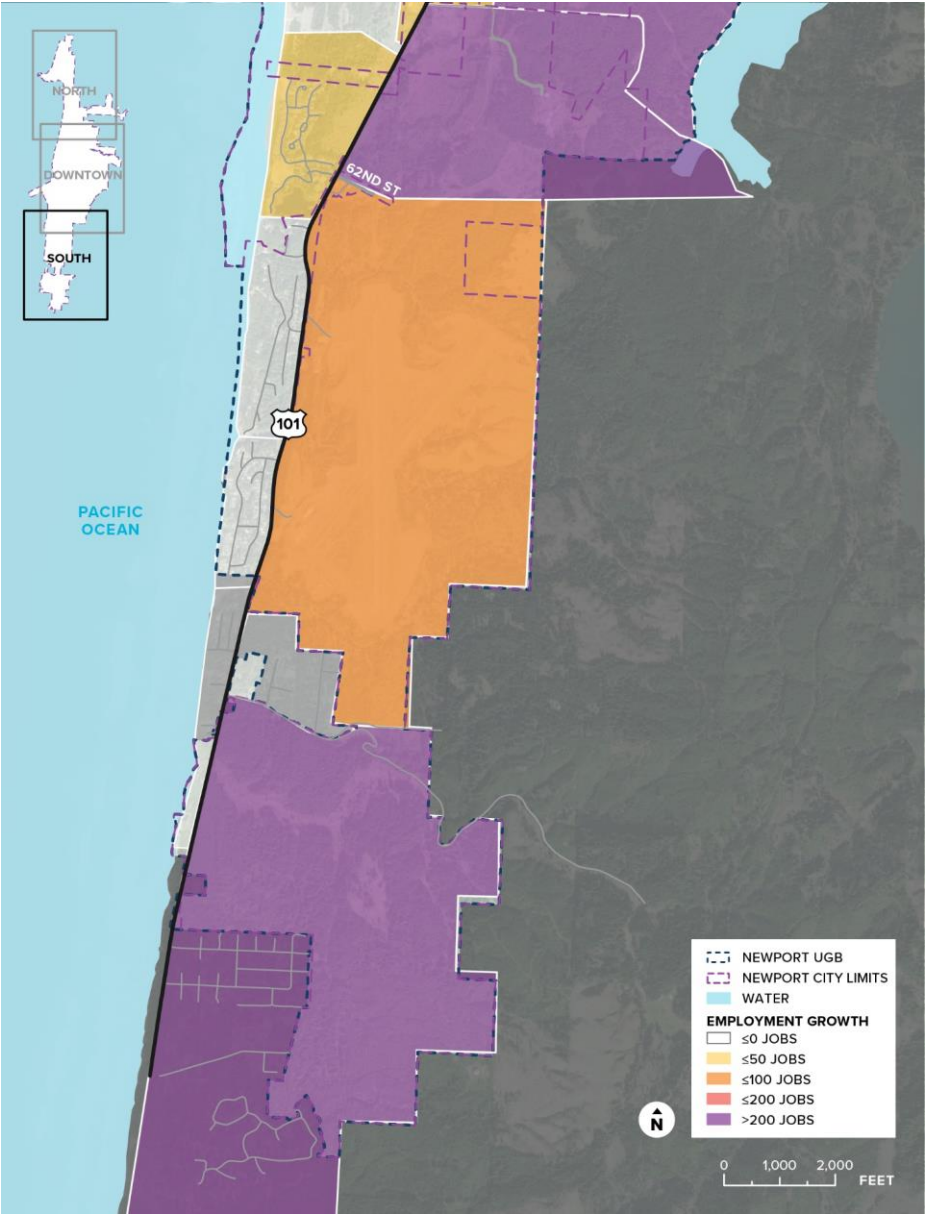 NORTH
DOWNTOWN
SOUTH
62ND ST
101
PACIFIC
OCEAN
NEWPORT UGB
NEWPORT CITY LIMITS
WATER
EMPLOYMENT GROWTH
≤0 JOBS
≤50 JOBS
≤100 JOBS
≤200 JOBS
>200 JOBS
N
0 1,000 2,000
FEET